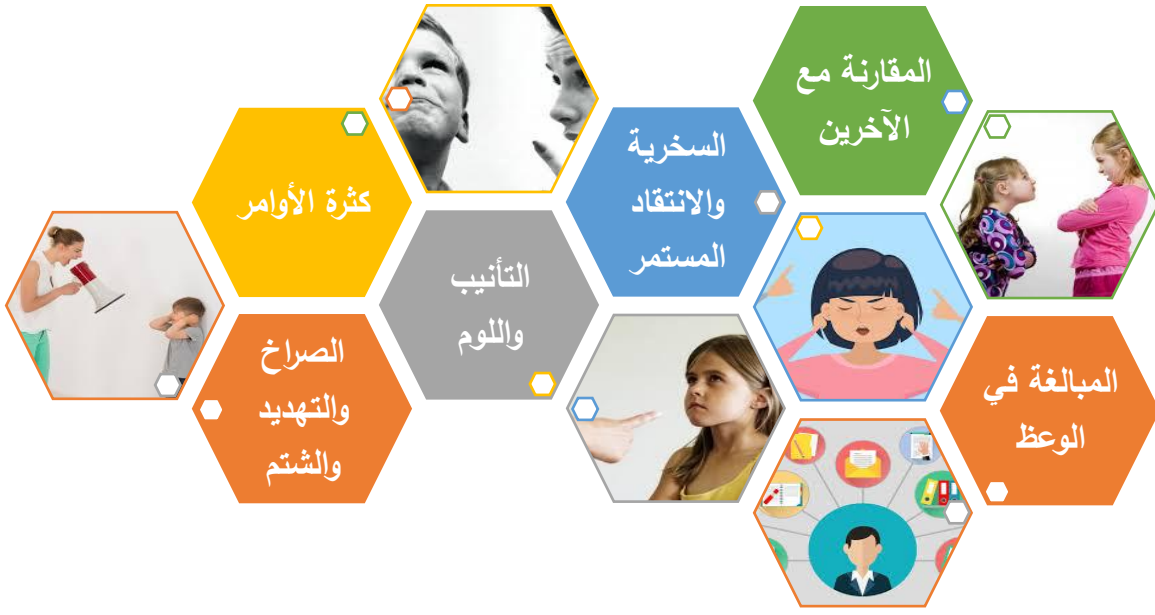 المقارنة مع
الآخرين
السخرية
والانتقاد
المستمر
كثرة الأوامر
التأنيب
واللوم
الصراخ
والتهديد
والشتم
المبالغة في
الوعظ